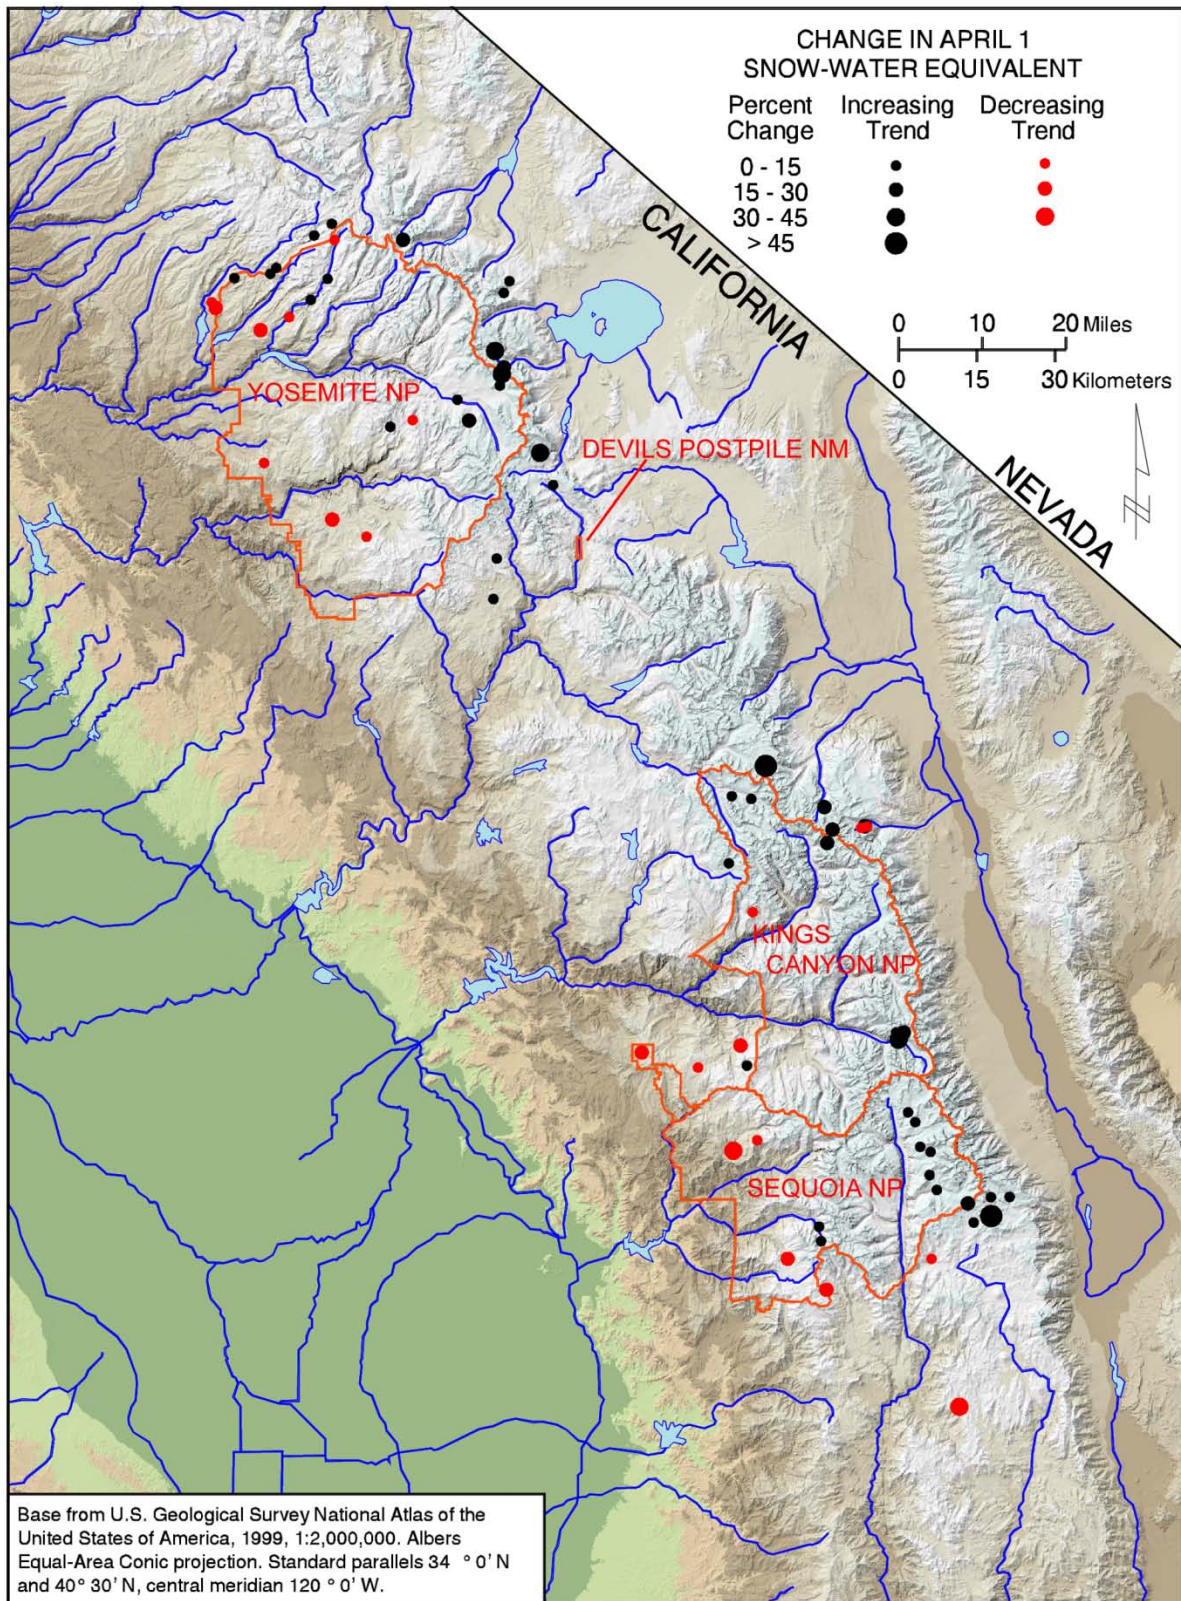 CHANGE IN APRIL 1
SNOW-WATER EQUIVALENT
Percent Increasing Decreasing
Change Trend Trend
0 - 15
15 - 30
30 - 45
> 45
CALIFORNIA
NEVADA
0 10 20 Miles
0 15 30 Kilometers
YOSEMITE NP
DEVILS POSTPILE NM
KINGS
CANYON NP
SEQUOIA NP
Base from U.S. Geological Survey National Atlas of the
United States of America, 1999, 1:2,000,000. Albers
Equal-Area Conic projection. Standard parallels 34 ° 0' N
and 40° 30' N, central meridian 120 ° 0' W.